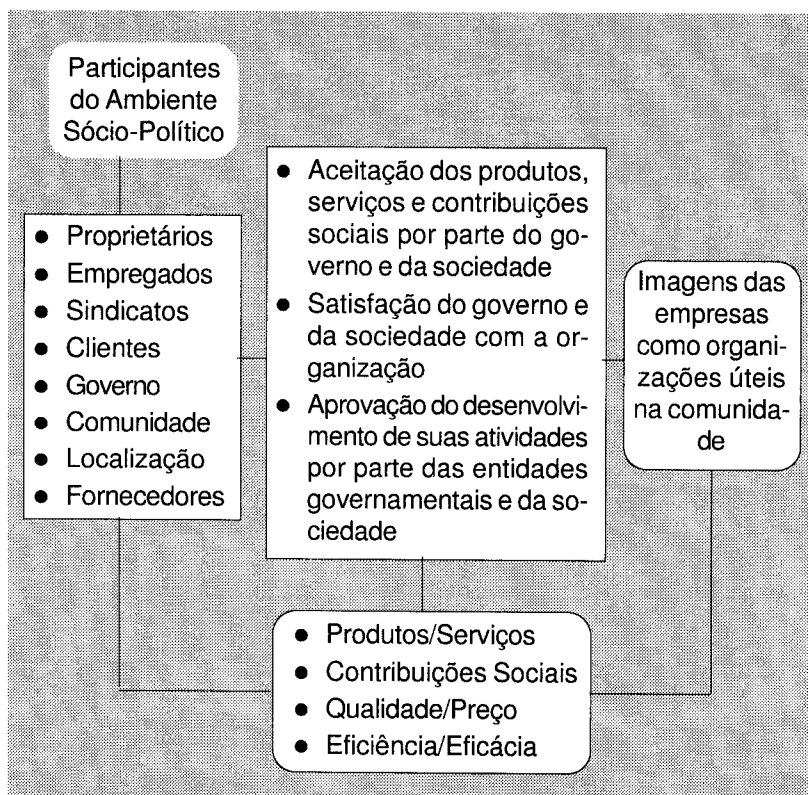 Participantes
do Ambiente
Sócio-Político
● Proprietários
● Empregados
● Sindicatos
● Clientes
● Governo
● Comunidade
● Localização
● Fornecedores
● Aceitação dos produtos,
serviços e contribuições
sociais por parte do go-
verno e da sociedade
● Satisfação do governo e
da sociedade com a or-
ganização
● Aprovação do desenvolvi-
mento de suas atividades
por parte das entidades
governamentais e da so-
ciedade
Imagens das
empresas
como organi-
zações úteis
na comunida-
de
● Produtos/Serviços
● Contribuições Sociais
● Qualidade/Preço
● Eficiência/Eficácia